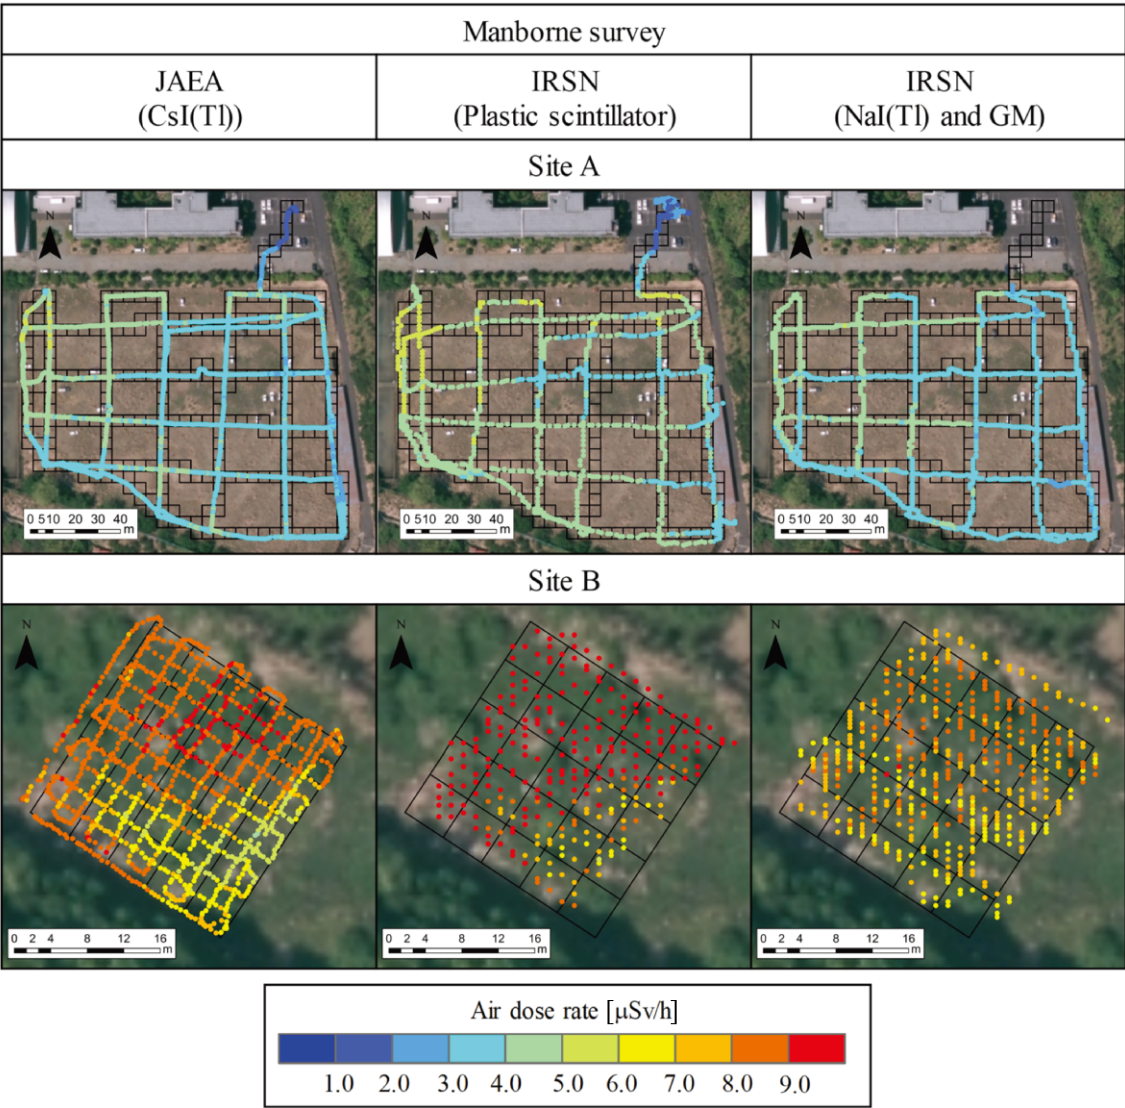 Manborne survey
JAEA
(CsI(Tl))
IRSN
(Plastic scintillator)
IRSN
(NaI(Tl) and GM)
Site A
N
N
N
0 510 20 30 40
m
0 510 20 30 40
m
0 510 20 30 40
m
Site B
N
N
N
0 2 4 8 12 16
m
0 2 4 8 12 16
m
0 2 4 8 12 16
m
Air dose rate [μSv/h]
1.0 2.0 3.0 4.0 5.0 6.0 7.0 8.0 9.0